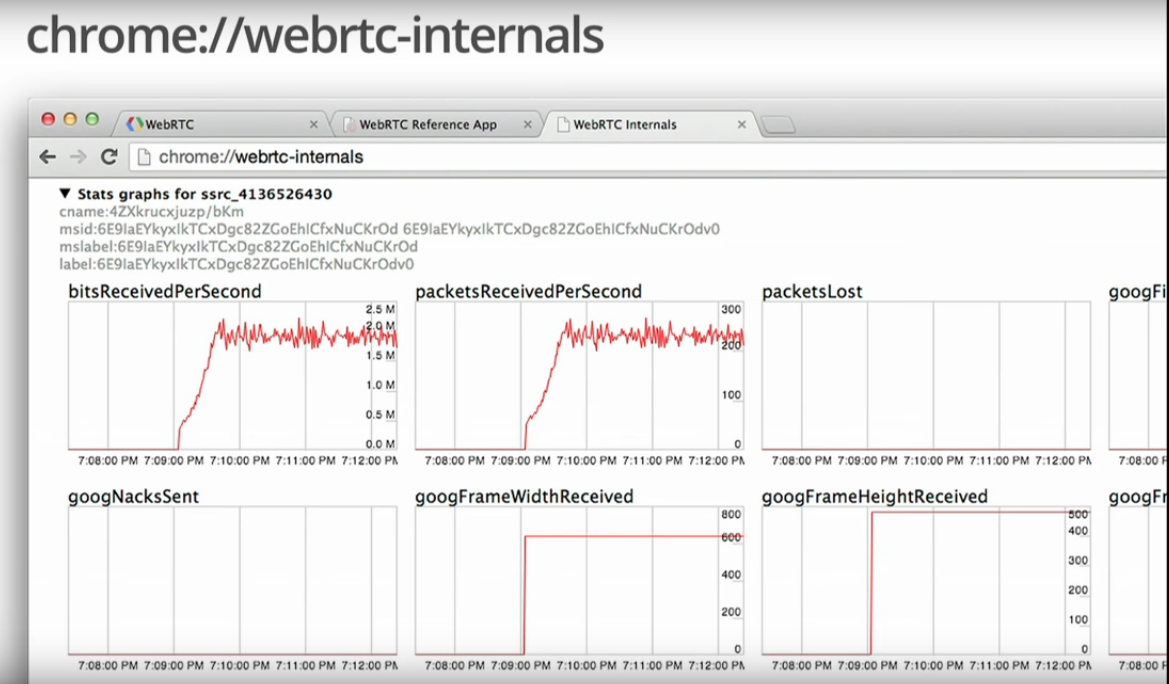 chrome://webrtc-internals
WebRTC
WebRTC Reference App
WebRTC Internals
chrome://webrtc-internals
▼ Stats graphs for ssrc_4136526430
cname:4ZXkrucxjuzp/bKm
msid:6E9IaEYkyxIkTCxDgc82ZGoEhICfxNuCKrOd 6E9IaEYkyxIkTCxDgc82ZGoEhICfxNuCKrOdv0
mslabel:6E9IaEYkyxIkTCxDgc82ZGoEhICfxNuCKrOd
label:6E9IaEYkyxIkTCxDgc82ZGoEhICfxNuCKrOdv0
bitsReceivedPerSecond
2.5 M
2.0 M
1.5 M
1.0 M
0.5 M
0.0 M
7:08:00 PM 7:09:00 PM 7:10:00 PM 7:11:00 PM 7:12:00 PM
packetsReceivedPerSecond
300
200
100
0
7:08:00 PM 7:09:00 PM 7:10:00 PM 7:11:00 PM 7:12:00 PM
packetsLost
7:08:00 PM 7:09:00 PM 7:10:00 PM 7:11:00 PM 7:12:00 PM
googFi
7:08:00 P
googNacksSent
7:08:00 PM 7:09:00 PM 7:10:00 PM 7:11:00 PM 7:12:00 PM
googFrameWidthReceived
800
600
400
200
0
7:08:00 PM 7:09:00 PM 7:10:00 PM 7:11:00 PM 7:12:00 PM
googFrameHeightReceived
500
400
300
200
100
0
7:08:00 PM 7:09:00 PM 7:10:00 PM 7:11:00 PM 7:12:00 PM
googFr
7:08:00 P